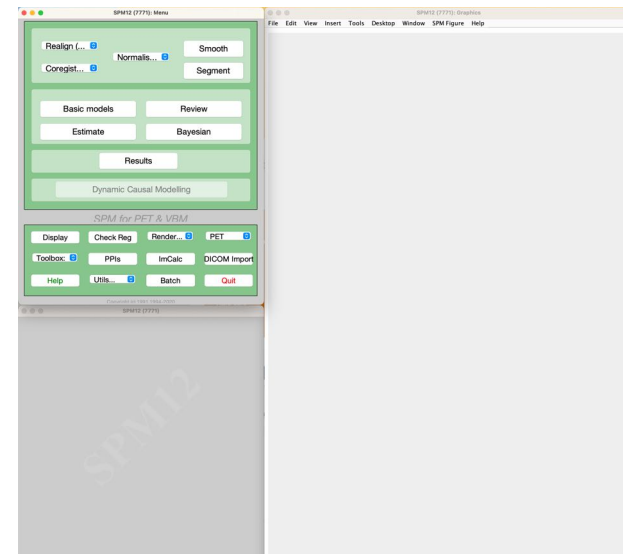 SPM12 (7771): Menu
SPM12 (7771): Graphics
File Edit View Insert Tools Desktop Window SPM Figure Help
Realign (...
Normalis...
Smooth
Coregist...
Segment
Basic models
Review
Estimate
Bayesian
Results
Dynamic Causal Modelling
SPM for PET & VBM
Display
Check Reg
Render...
PET
Toolbox:
PPIs
ImCalc
DICOM Import
Help
Utils...
Batch
Quit
SPM12 (7771)
SPM12